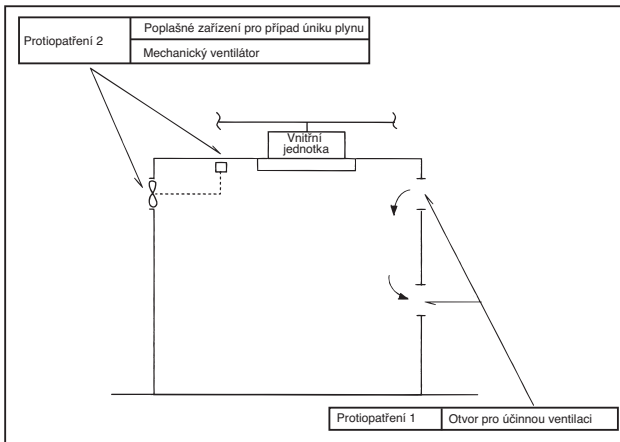 Protiopatření 2
Poplašné zařízení pro případ úniku plynu
Mechanický ventilátor
Vnitřní
jednotka
Protiopatření 1
Otvor pro účinnou ventilaci